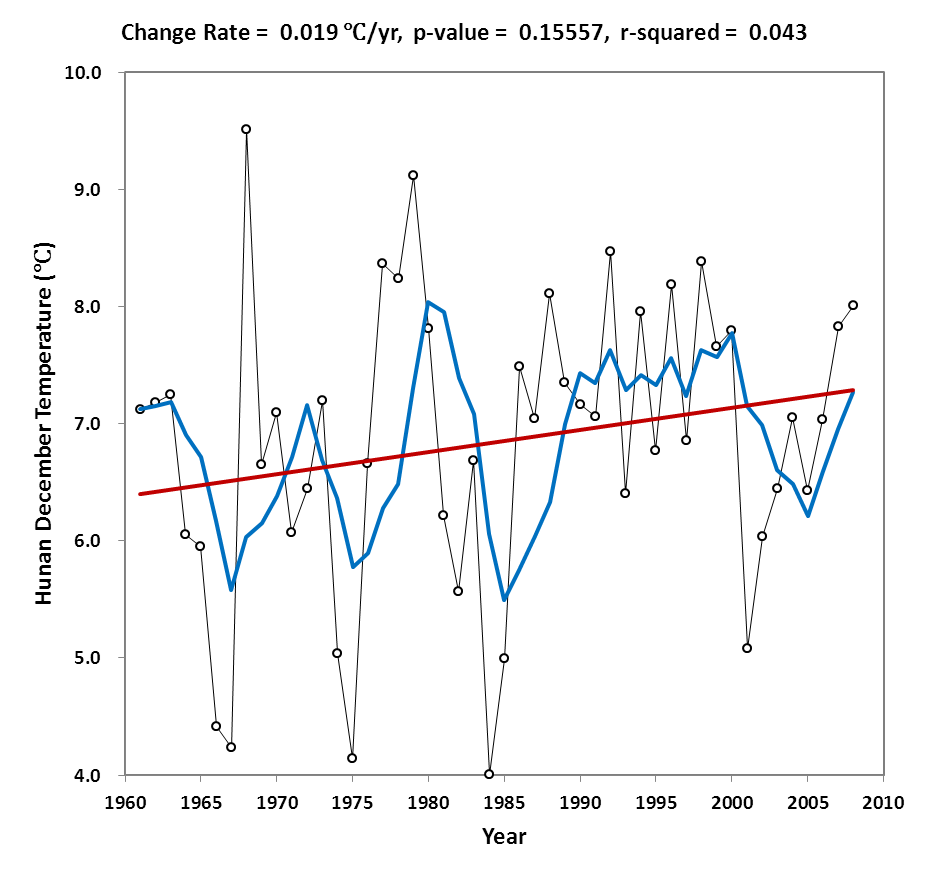 Change Rate = 0.019 ℃/yr, p-value = 0.15557, r-squared = 0.043
10.0
9.0
8.0
7.0
6.0
5.0
4.0
Hunan December Temperature (℃)
1960 1965 1970 1975 1980 1985 1990 1995 2000 2005 2010
Year